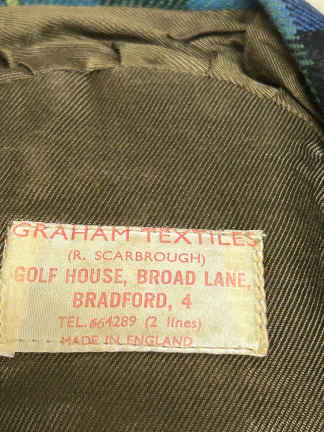 GRAHAM TEXTILES
(R. SCARBROUGH)
GOLF HOUSE, BROAD LANE,
BRADFORD, 4
TEL. 664289 (2 lines)
MADE IN ENGLAND